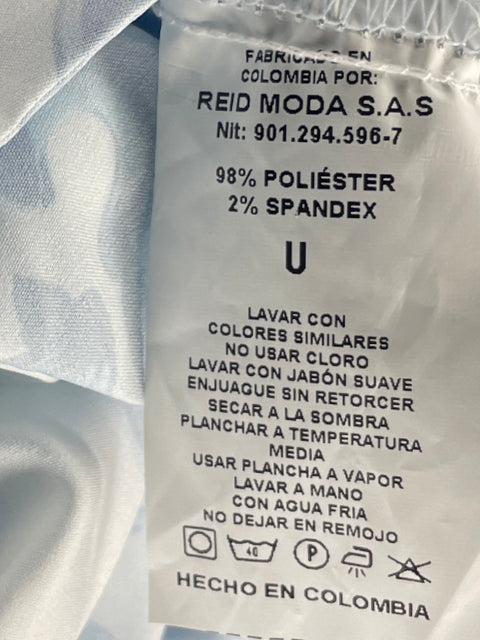 FABRICADO EN
COLOMBIA POR:
REID MODA S.A.S
Nit: 901.294.596-7
98% POLIÉSTER
2% SPANDEX
U
LAVAR CON
COLORES SIMILARES
NO USAR CLORO
LAVAR CON JABÓN SUAVE
ENJUAGUE SIN RETORCER
SECAR A LA SOMBRA
PLANCHAR A TEMPERATURA
MEDIA
USAR PLANCHA A VAPOR
LAVAR A MANO
CON AGUA FRIA
NO DEJAR EN REMOJO
40 P
HECHO EN COLOMBIA